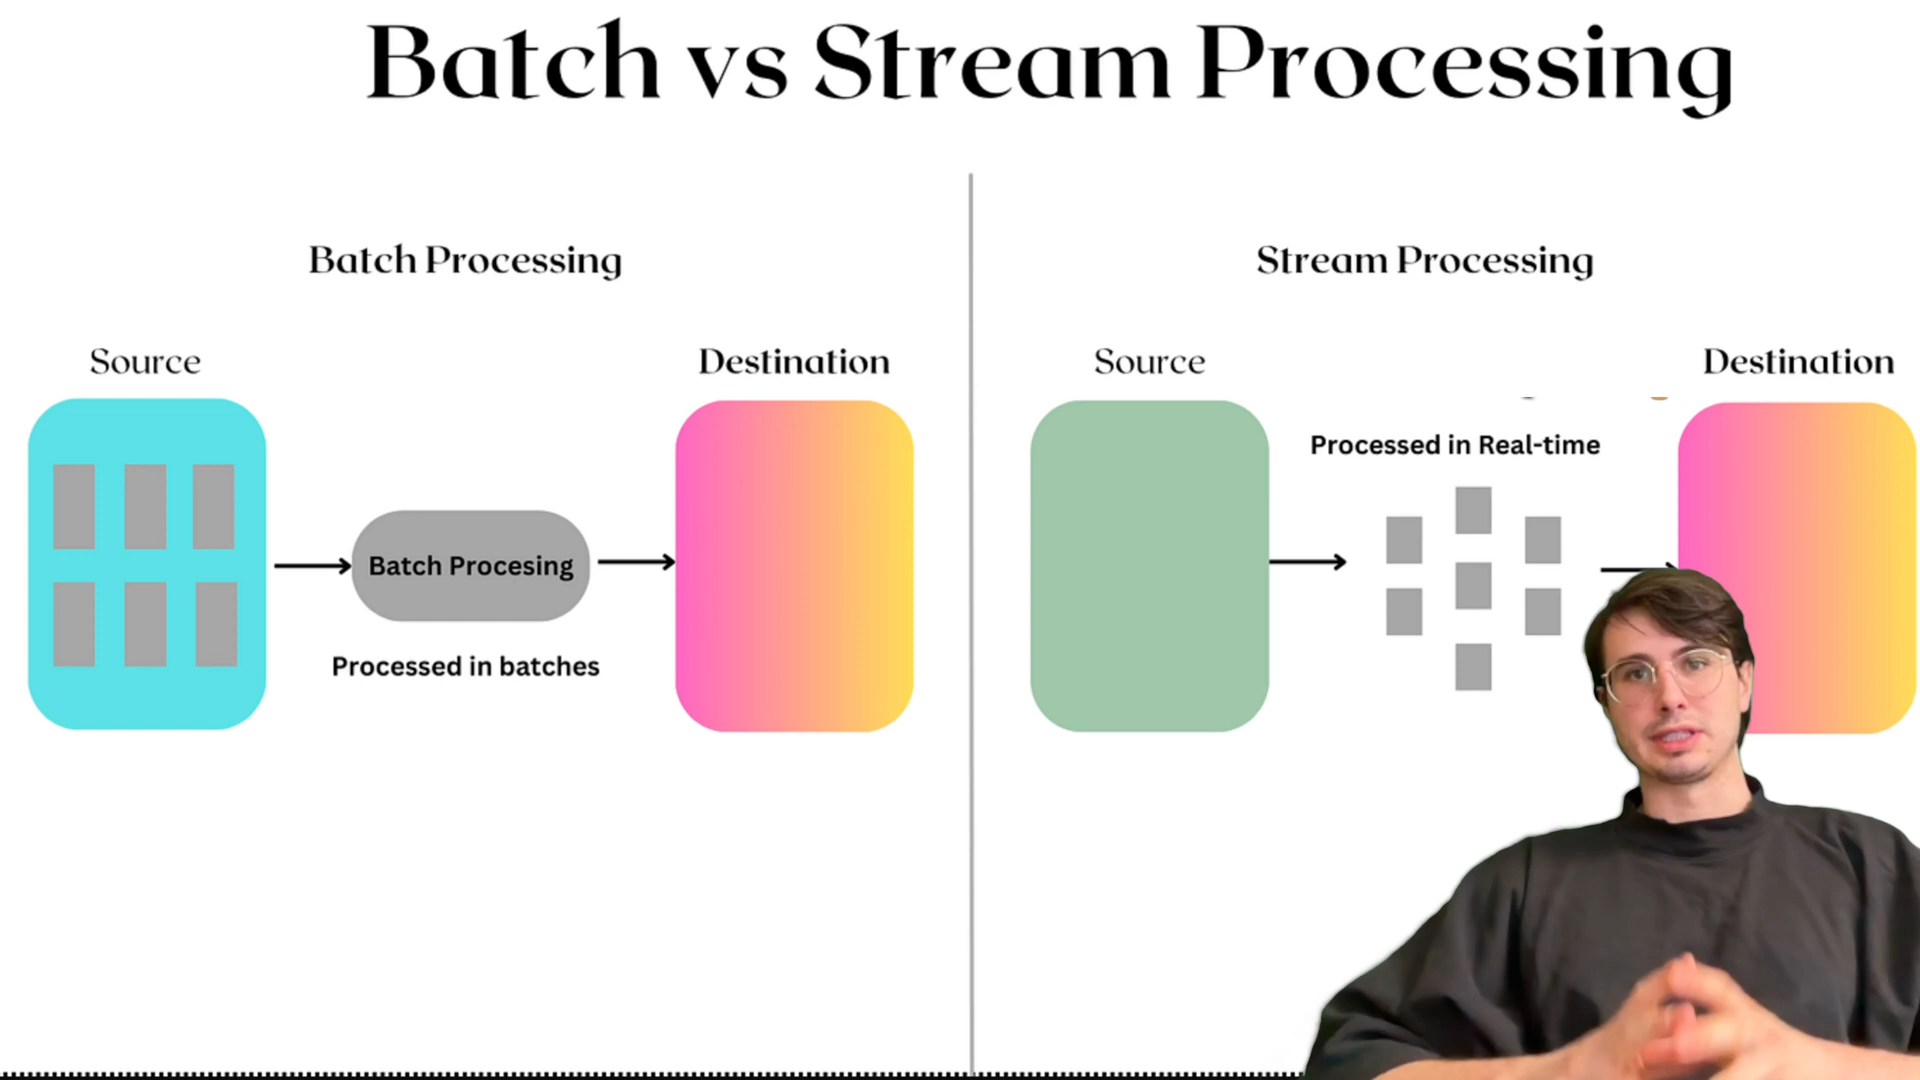 Batch vs Stream Processing
Batch Processing
Source
Destination
Batch Procesing
Processed in batches
Stream Processing
Source
Destination
Processed in Real-time